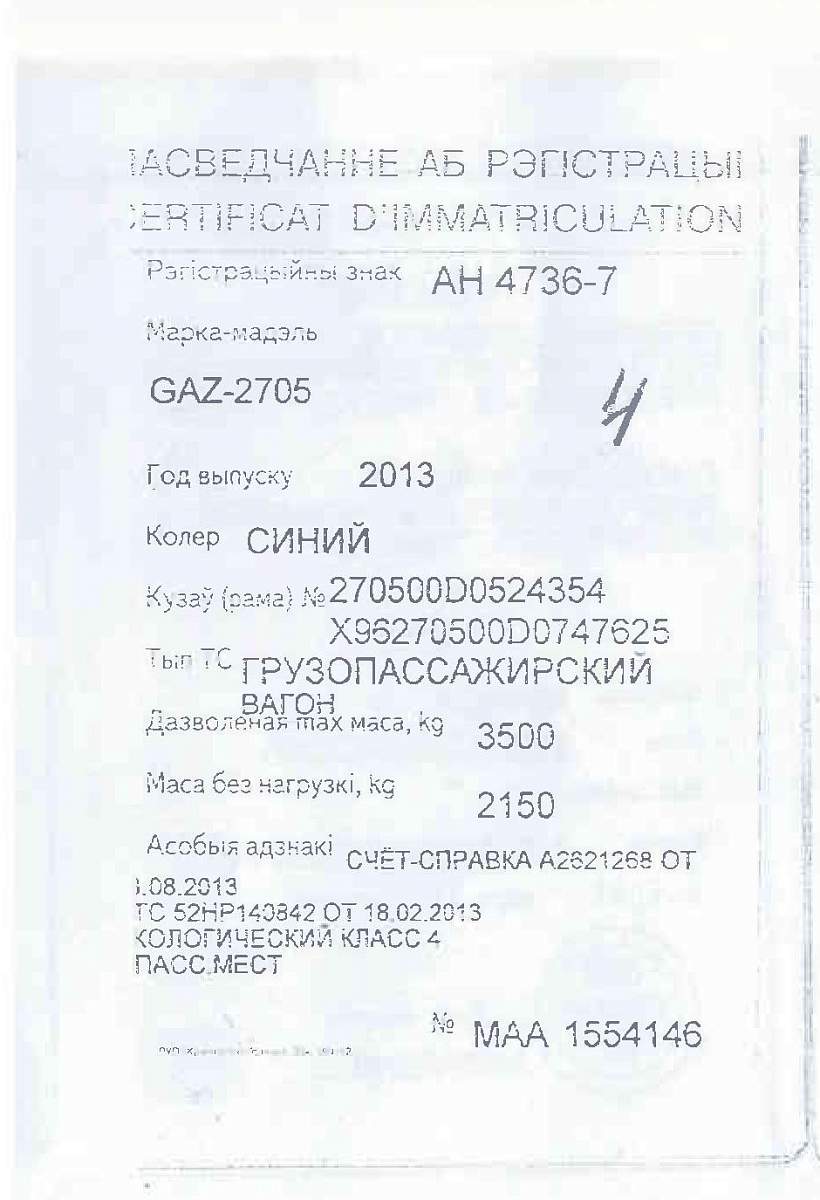 ЗАСВЕДЧАННЕ АБ РЭГІСТРАЦЫІ
CERTIFICAT D'IMMATRICULATION
Рэгістрацыйны знак АН 4736-7
Марка-мадэль
GAZ-2705
4
Год выпуску 2013
Колер СИНИЙ
Кузаў (рама) № 270500D0524354
X96270500D0747625
Тып ТС ГРУЗОПАССАЖИРСКИЙ
ВАГОН
Дазволеная max маса, kg 3500
Маса без нагрузкі, kg 2150
Асобыя адзнакі СЧЁТ-СПРАВКА А2621268 ОТ
.08.2013
ТС 52НР140842 ОТ 18.02.2013
КОЛОГИЧЕСКИЙ КЛАСС 4
ПАСС.МЕСТ
№ МАА 1554146